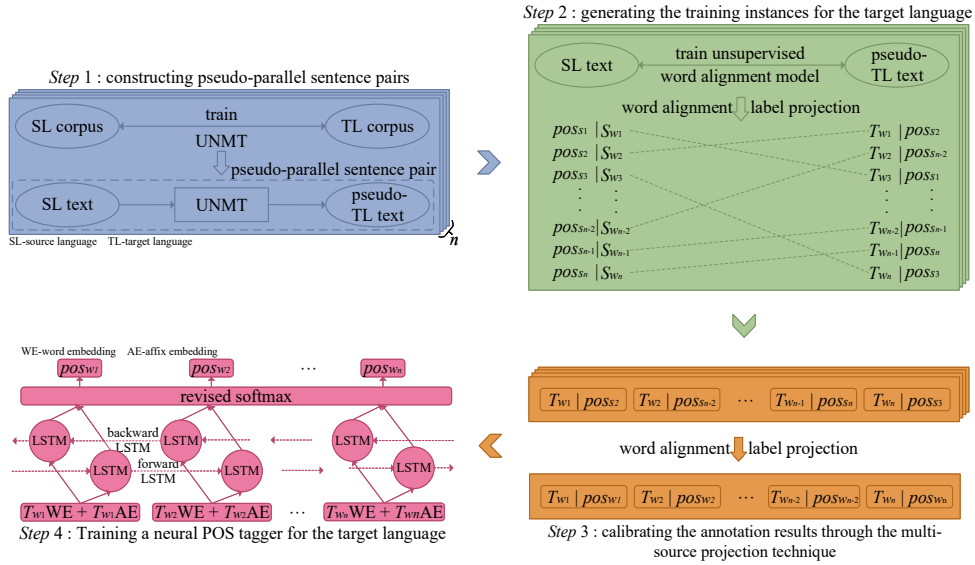 Step 1 : constructing pseudo-parallel sentence pairs
SL corpus
train
UNMT
TL corpus
pseudo-parallel sentence pair
SL text
UNMT
pseudo-
TL text
SL-source language TL-target language
n
Step 2 : generating the training instances for the target language
SL text
train unsupervised
word alignment model
pseudo-
TL text
word alignment label projection
posS1 | SW1 TW1 | posS2
posS2 | SW2 TW2 | posSn-2
posS3 | SW3 TW3 | posS1
⋮ ⋮ ⋮ ⋮
posSn-2 | SWn-2 TWn-2 | posSn-1
posSn-1 | SWn-1 TWn-1 | posSn
posSn | SWn TWn | posS3
TW1 | posS2 TW2 | posSn-2 ··· TWn-1 | posSn TWn | posS3
word alignment label projection
TW1 | posW1 TW2 | posW2 ··· TWn-2 | posWn-2 TWn | posWn
Step 3 : calibrating the annotation results through the multi-
source projection technique
WE-word embedding AE-affix embedding
posW1 posW2 ··· posWn
revised softmax
LSTM backward LSTM LSTM
LSTM
LSTM forward LSTM LSTM
LSTM
TW1WE + TW1AE TW2WE + TW2AE ··· TWnWE + TWnAE
Step 4 : Training a neural POS tagger for the target language